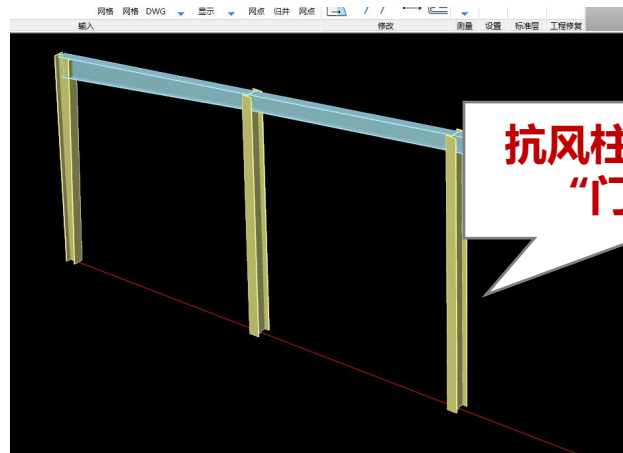 网格 网格 DWG 显示 网点 归并 网点
输入 修改 测量 设置 标准层 工程修复
抗风柱
“门